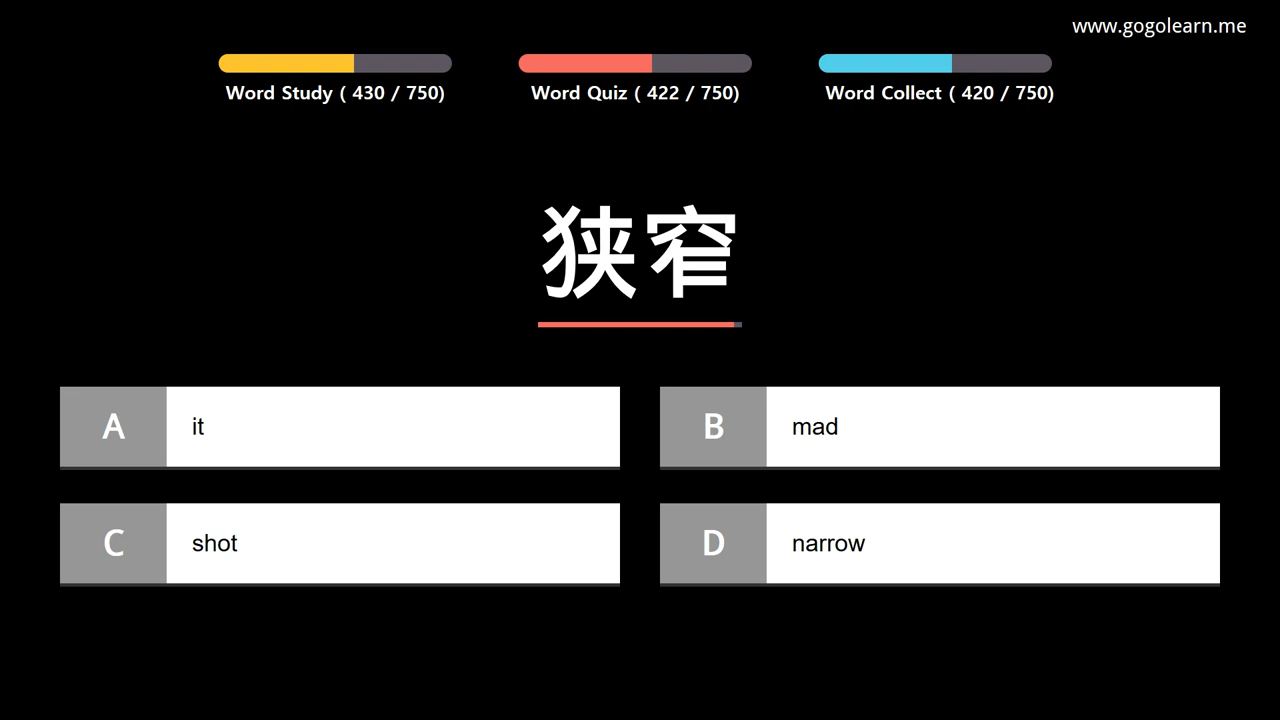 www.gogolearn.me
Word Study ( 430 / 750)
Word Quiz ( 422 / 750)
Word Collect ( 420 / 750)
狭窄
A
it
B
mad
C
shot
D
narrow